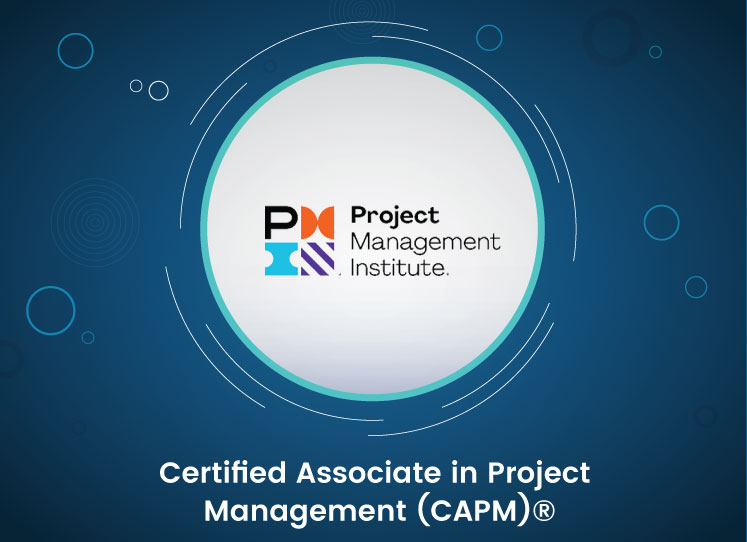 Project
Management
Institute.
Certified Associate in Project
Management (CAPM)®